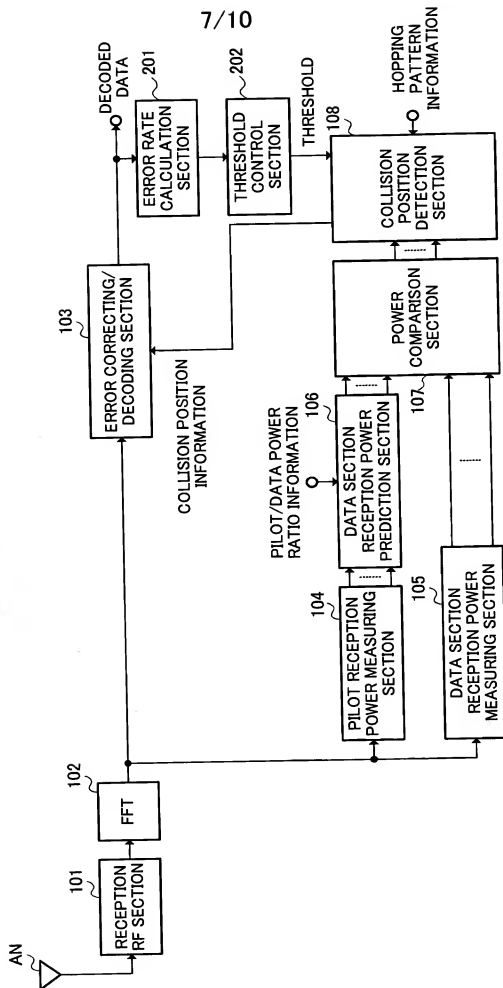 7/10
AN
101
RECEPTION
RF SECTION
102
FFT
103
ERROR CORRECTING/
DECODING SECTION
DECODED
DATA
201
ERROR RATE
CALCULATION
SECTION
202
THRESHOLD
CONTROL
SECTION
THRESHOLD
COLLISION POSITION
INFORMATION
PILOT/DATA POWER
RATIO INFORMATION
104
PILOT RECEPTION
POWER MEASURING
SECTION
106
DATA SECTION
RECEPTION POWER
PREDICTION SECTION
105
DATA SECTION
RECEPTION POWER
MEASURING SECTION
107
POWER
COMPARISON
SECTION
108
COLLISION
POSITION
DETECTION
SECTION
HOPPING
PATTERN
INFORMATION